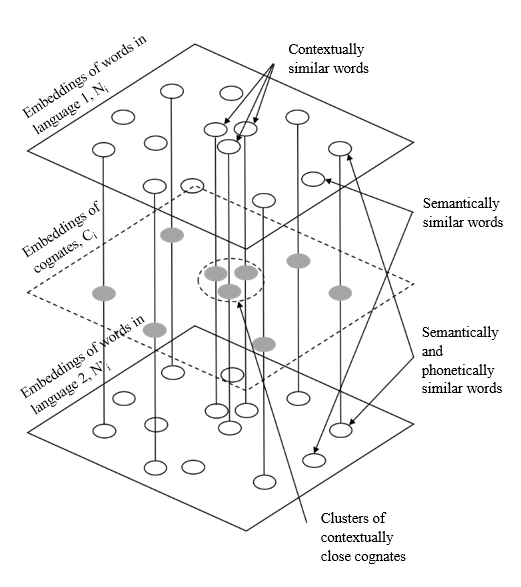 Embeddings of words in
language 1, Nᵢ
Contextually
similar words
Embeddings of
cognates, Cᵢ
Semantically
similar words
Embeddings of words in
language 2, N'ᵢ
Semantically
and
phonetically
similar words
Clusters of
contextually
close cognates